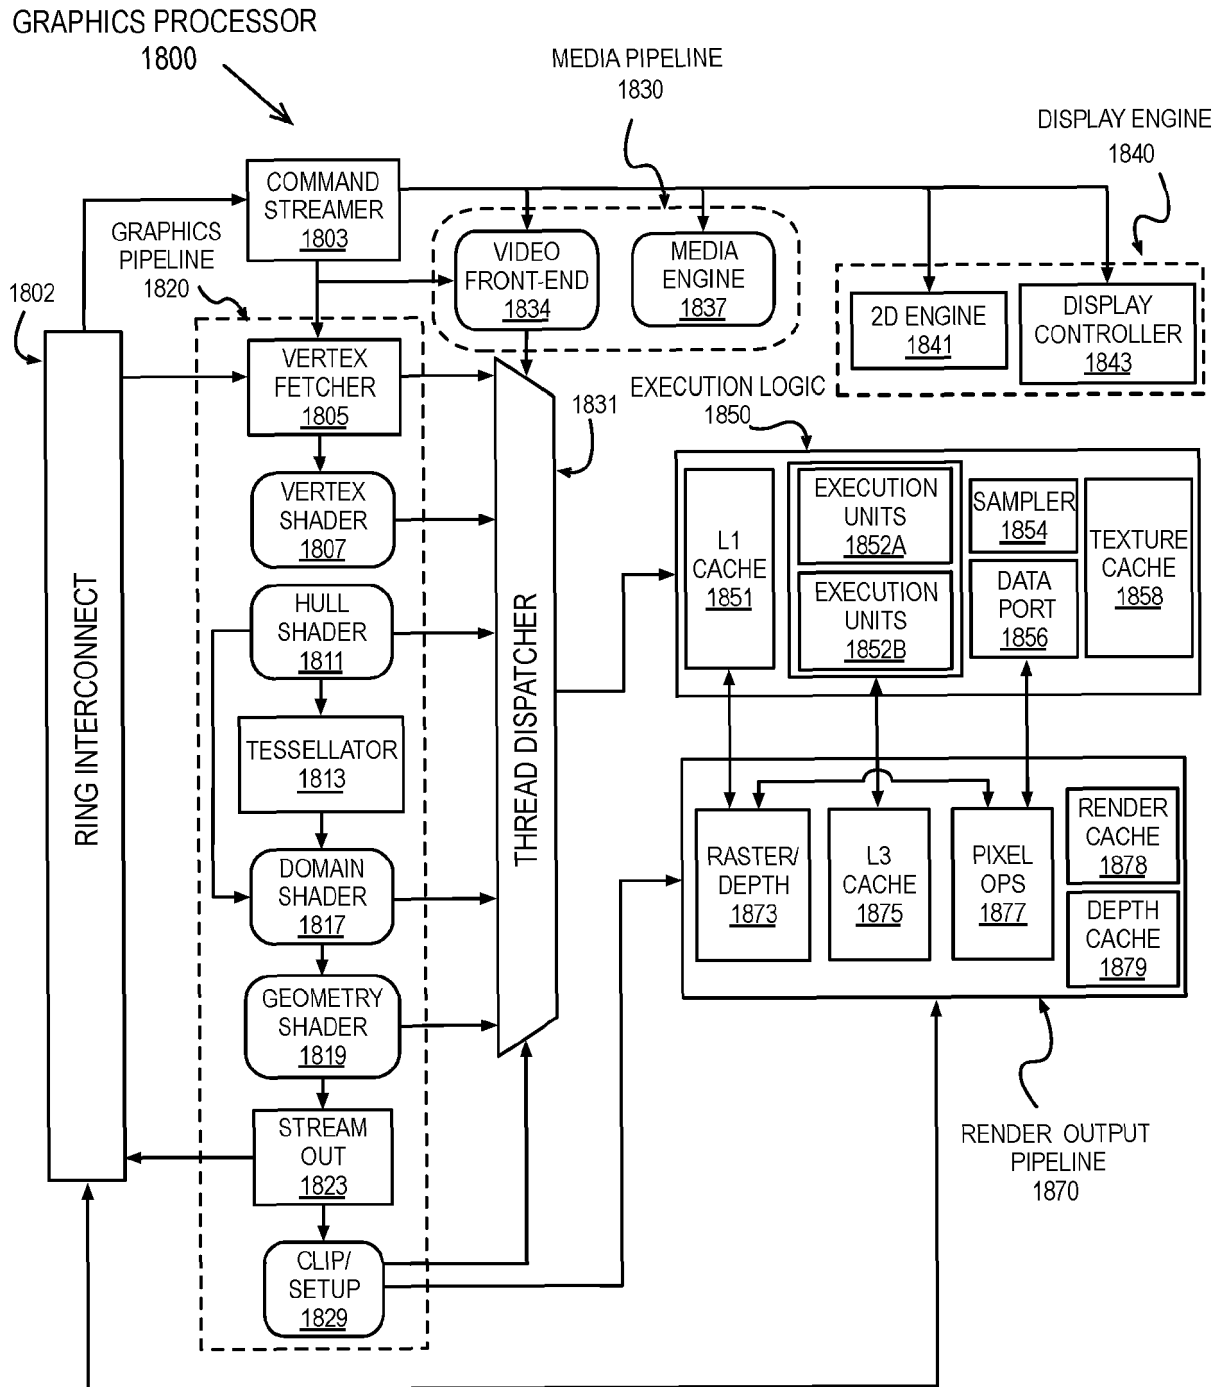 GRAPHICS PROCESSOR
1800
MEDIA PIPELINE
1830
DISPLAY ENGINE
1840
COMMAND
STREAMER
1803
GRAPHICS
PIPELINE
1820
VIDEO
FRONT-END
1834
MEDIA
ENGINE
1837
2D ENGINE
1841
DISPLAY
CONTROLLER
1843
1802
RING INTERCONNECT
VERTEX
FETCHER
1805
VERTEX
SHADER
1807
HULL
SHADER
1811
TESSELLATOR
1813
DOMAIN
SHADER
1817
GEOMETRY
SHADER
1819
STREAM
OUT
1823
CLIP/
SETUP
1829
1831
THREAD DISPATCHER
EXECUTION LOGIC
1850
L1
CACHE
1851
EXECUTION
UNITS
1852A
EXECUTION
UNITS
1852B
SAMPLER
1854
DATA
PORT
1856
TEXTURE
CACHE
1858
RASTER/
DEPTH
1873
L3
CACHE
1875
PIXEL
OPS
1877
RENDER
CACHE
1878
DEPTH
CACHE
1879
RENDER OUTPUT
PIPELINE
1870